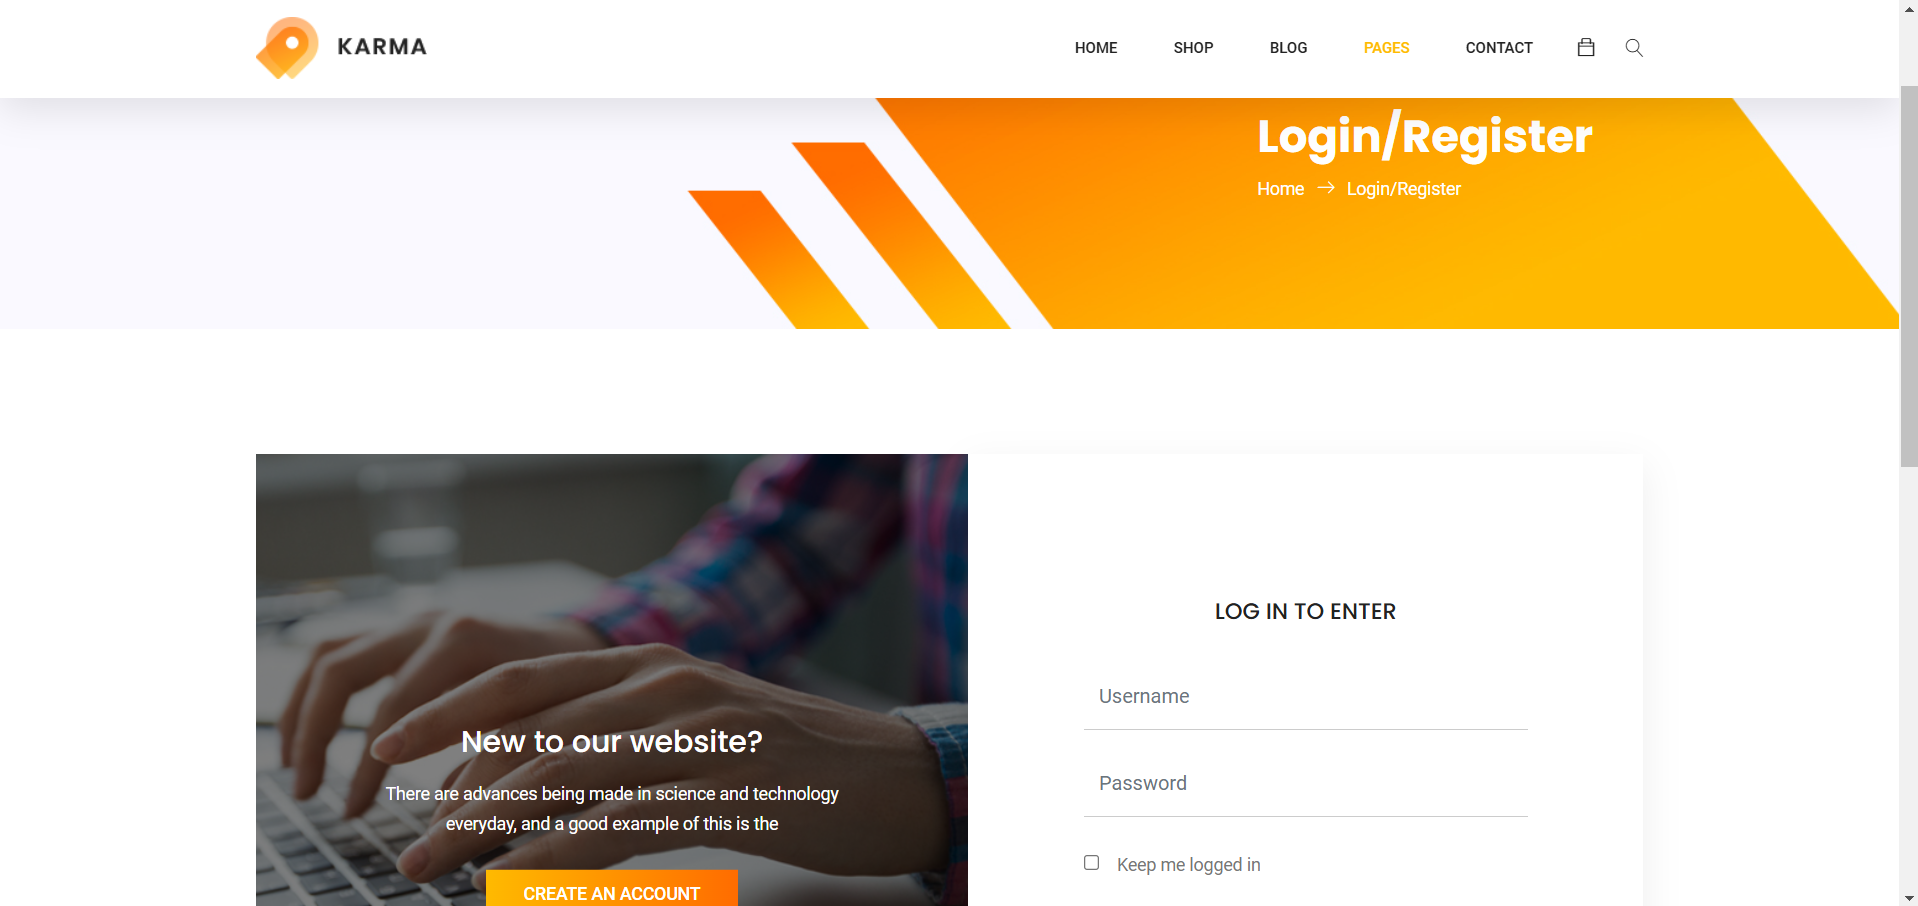 KARMA
HOME SHOP BLOG PAGES CONTACT
Login/Register
Home → Login/Register
New to our website?
There are advances being made in science and technology
everyday, and a good example of this is the
CREATE AN ACCOUNT
LOG IN TO ENTER
Username
Password
Keep me logged in